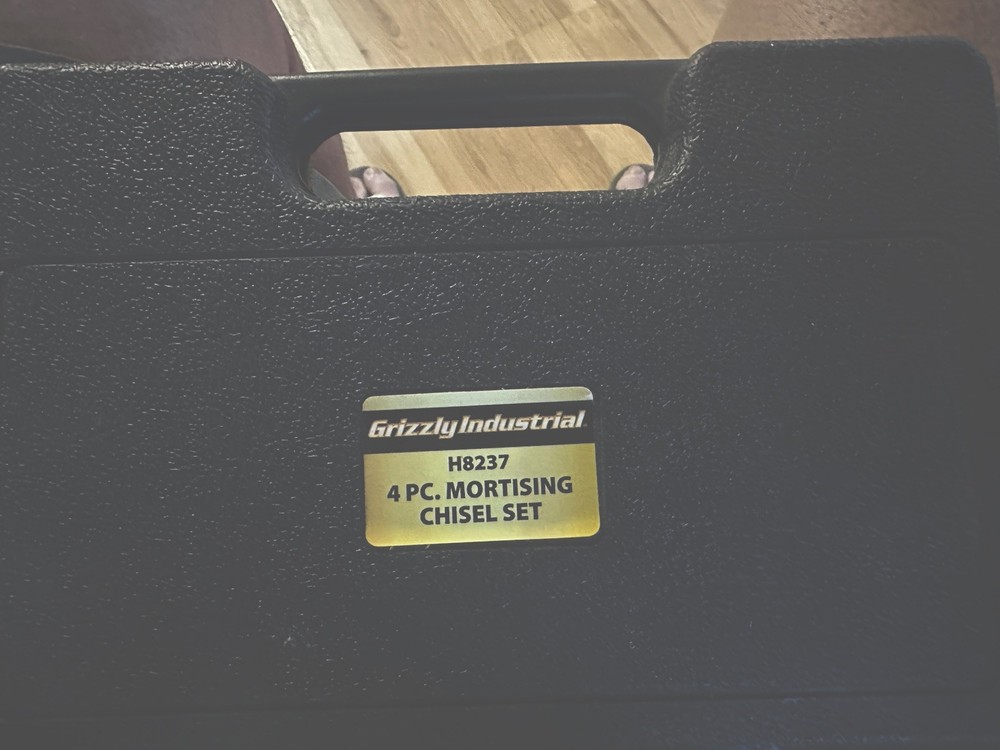 Grizzly Industrial
H8237
4 PC. MORTISING
CHISEL SET